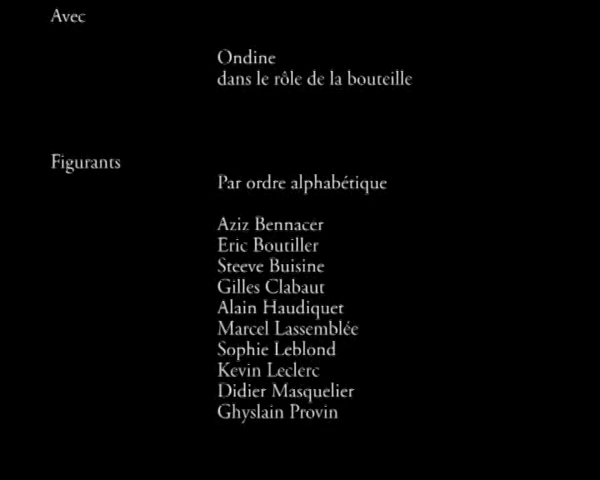 Avec
Ondine
dans le rôle de la bouteille
Figurants
Par ordre alphabétique
Aziz Bennacer
Eric Boutiller
Steeve Buisine
Gilles Clabaut
Alain Haudiquet
Marcel Lassemblée
Sophie Leblond
Kevin Leclerc
Didier Masquelier
Ghyslain Provin